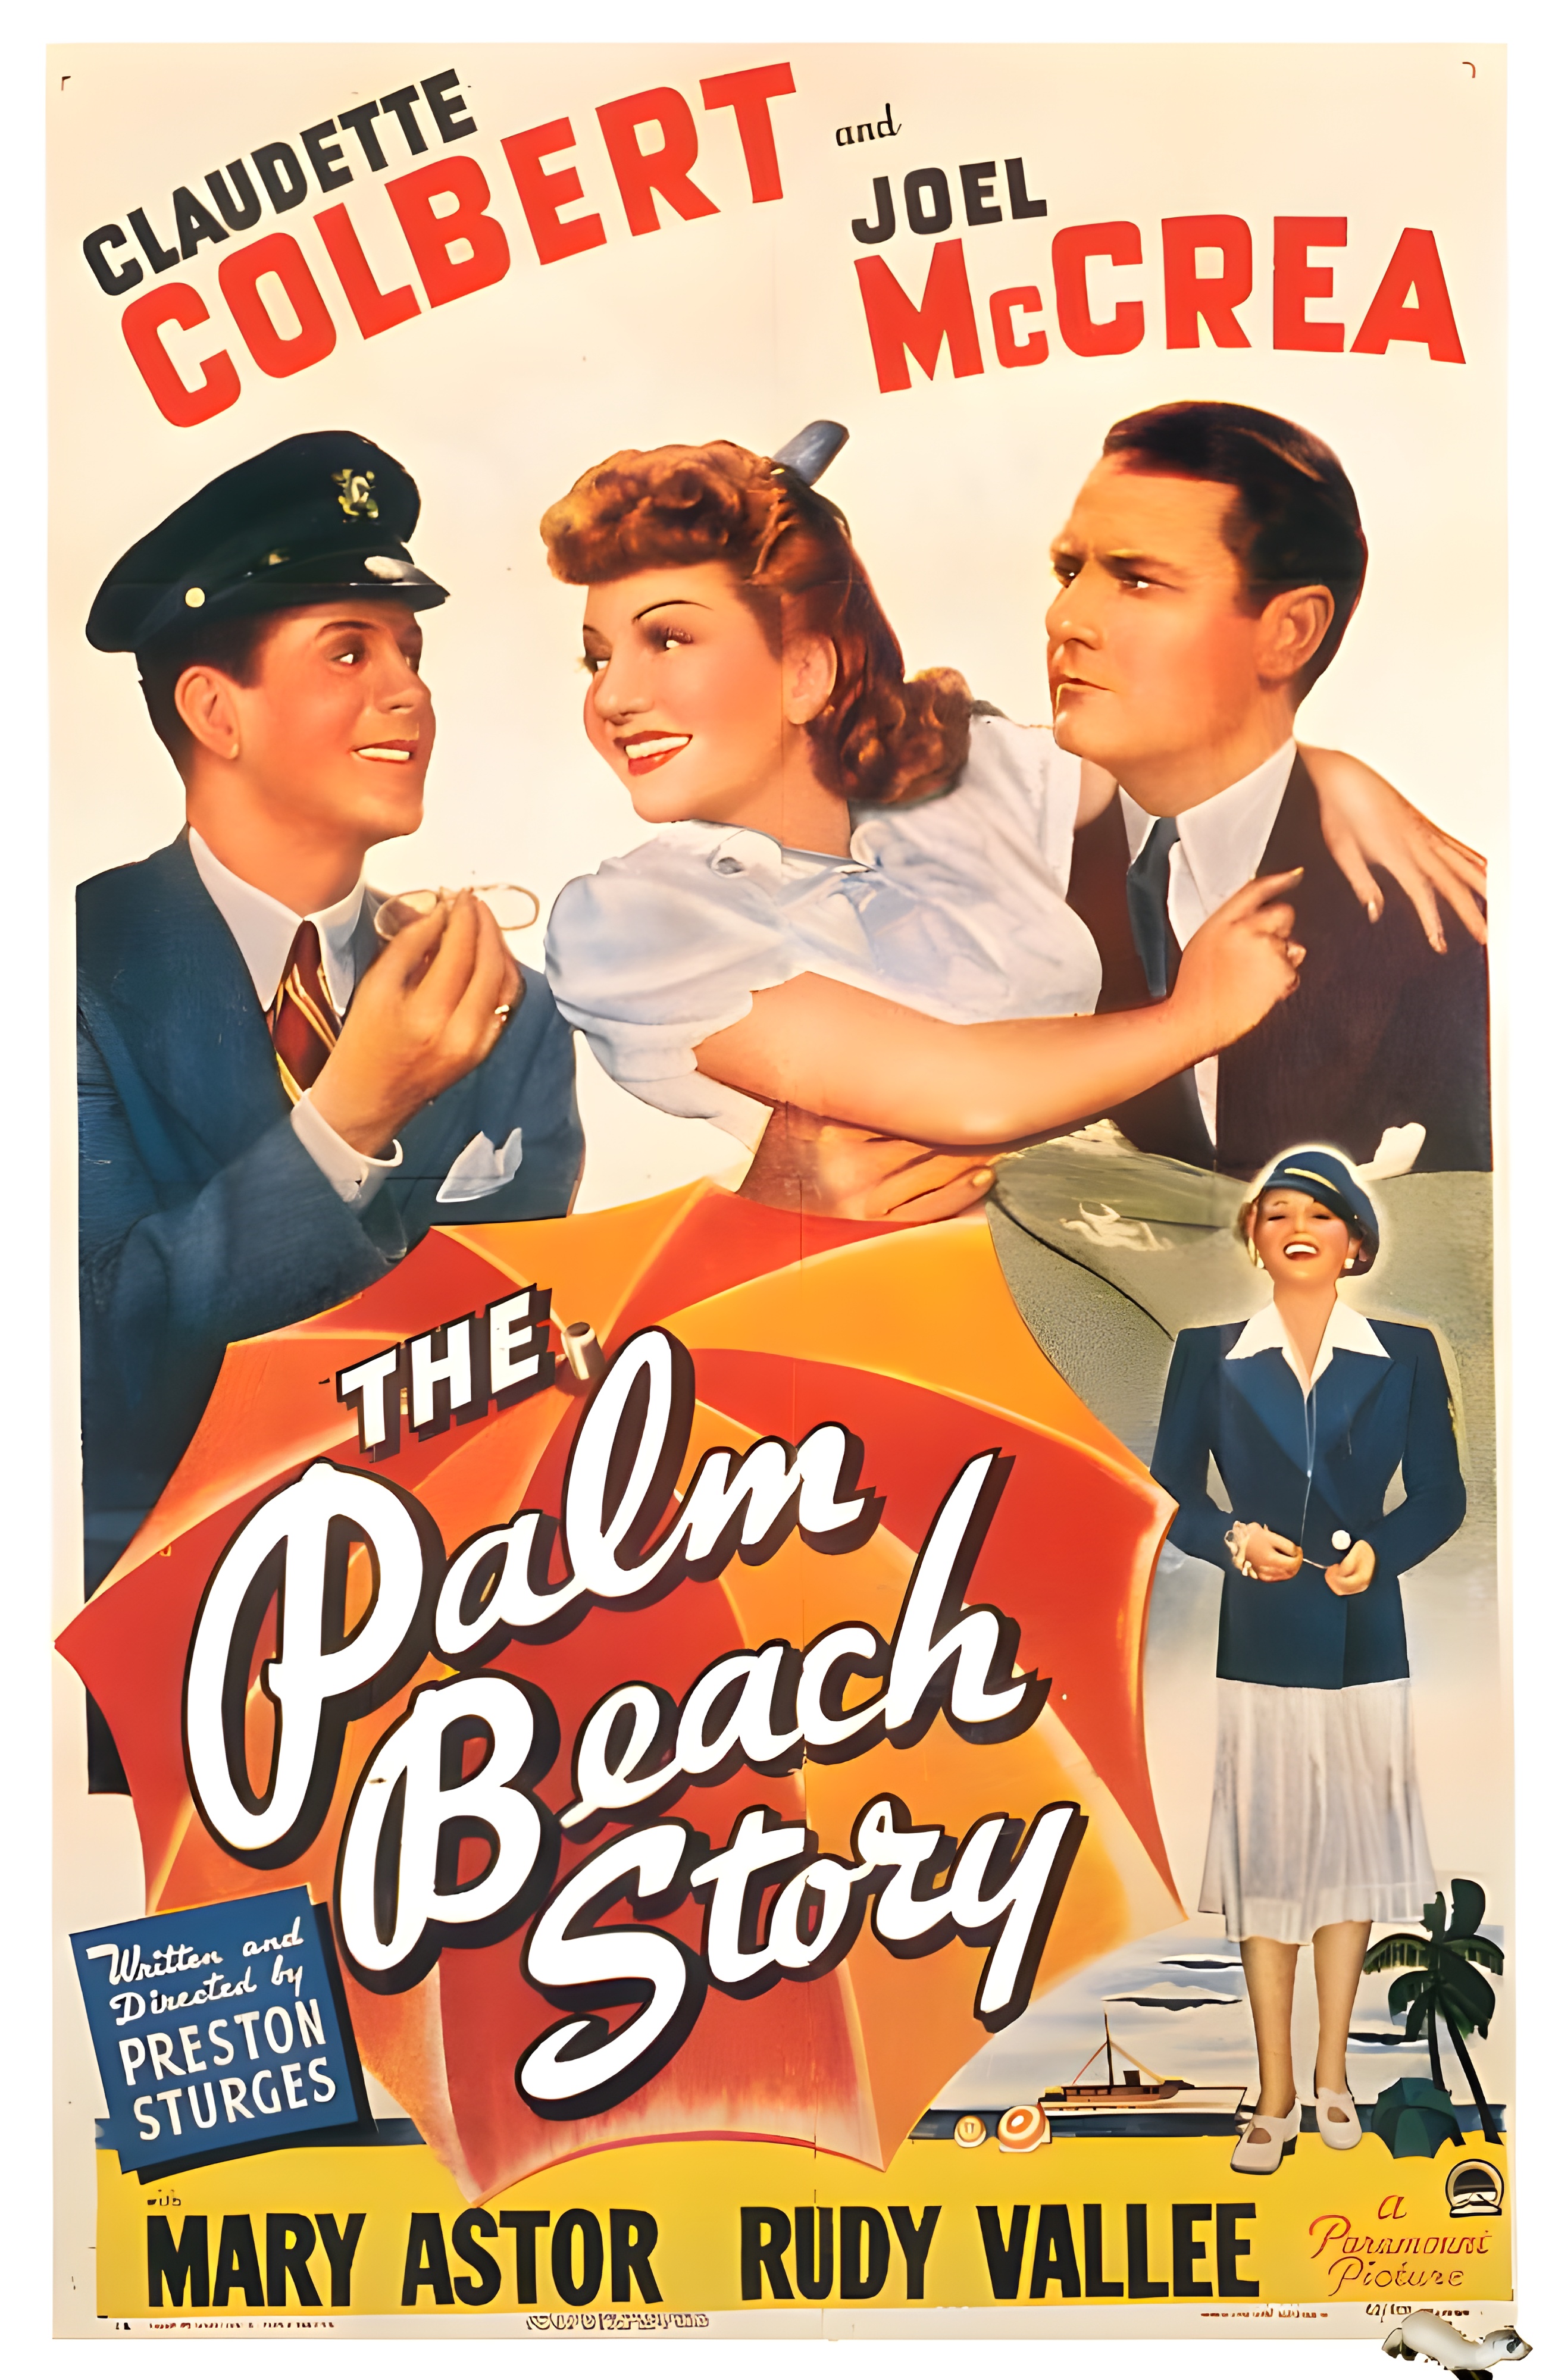 CLAUDETTE
COLBERT
and
JOEL
McCREA
THE
Palm
Beach
Story
Written and
Directed by
PRESTON
STURGES
MARY ASTOR RUDY VALLEE
a
Paramount
Picture